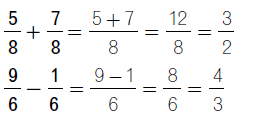 5/8 + 7/8 = (5 + 7)/8 = 12/8 = 3/2
9/6 − 1/6 = (9 − 1)/6 = 8/6 = 4/3